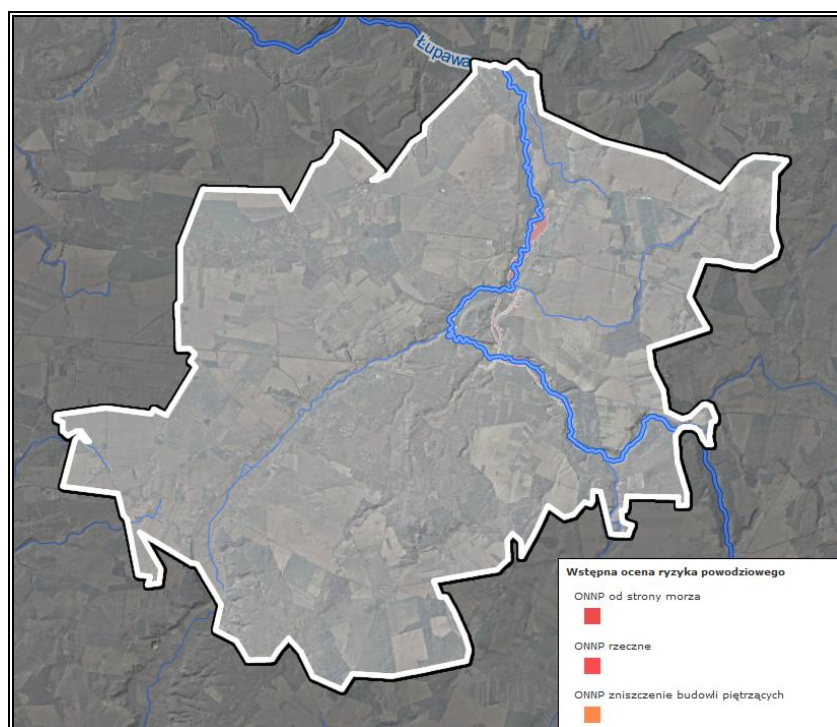 Łupawa
Wstępna ocena ryzyka powodziowego
ONNP od strony morza
ONNP rzeczne
ONNP zniszczenie budowli piętrzących